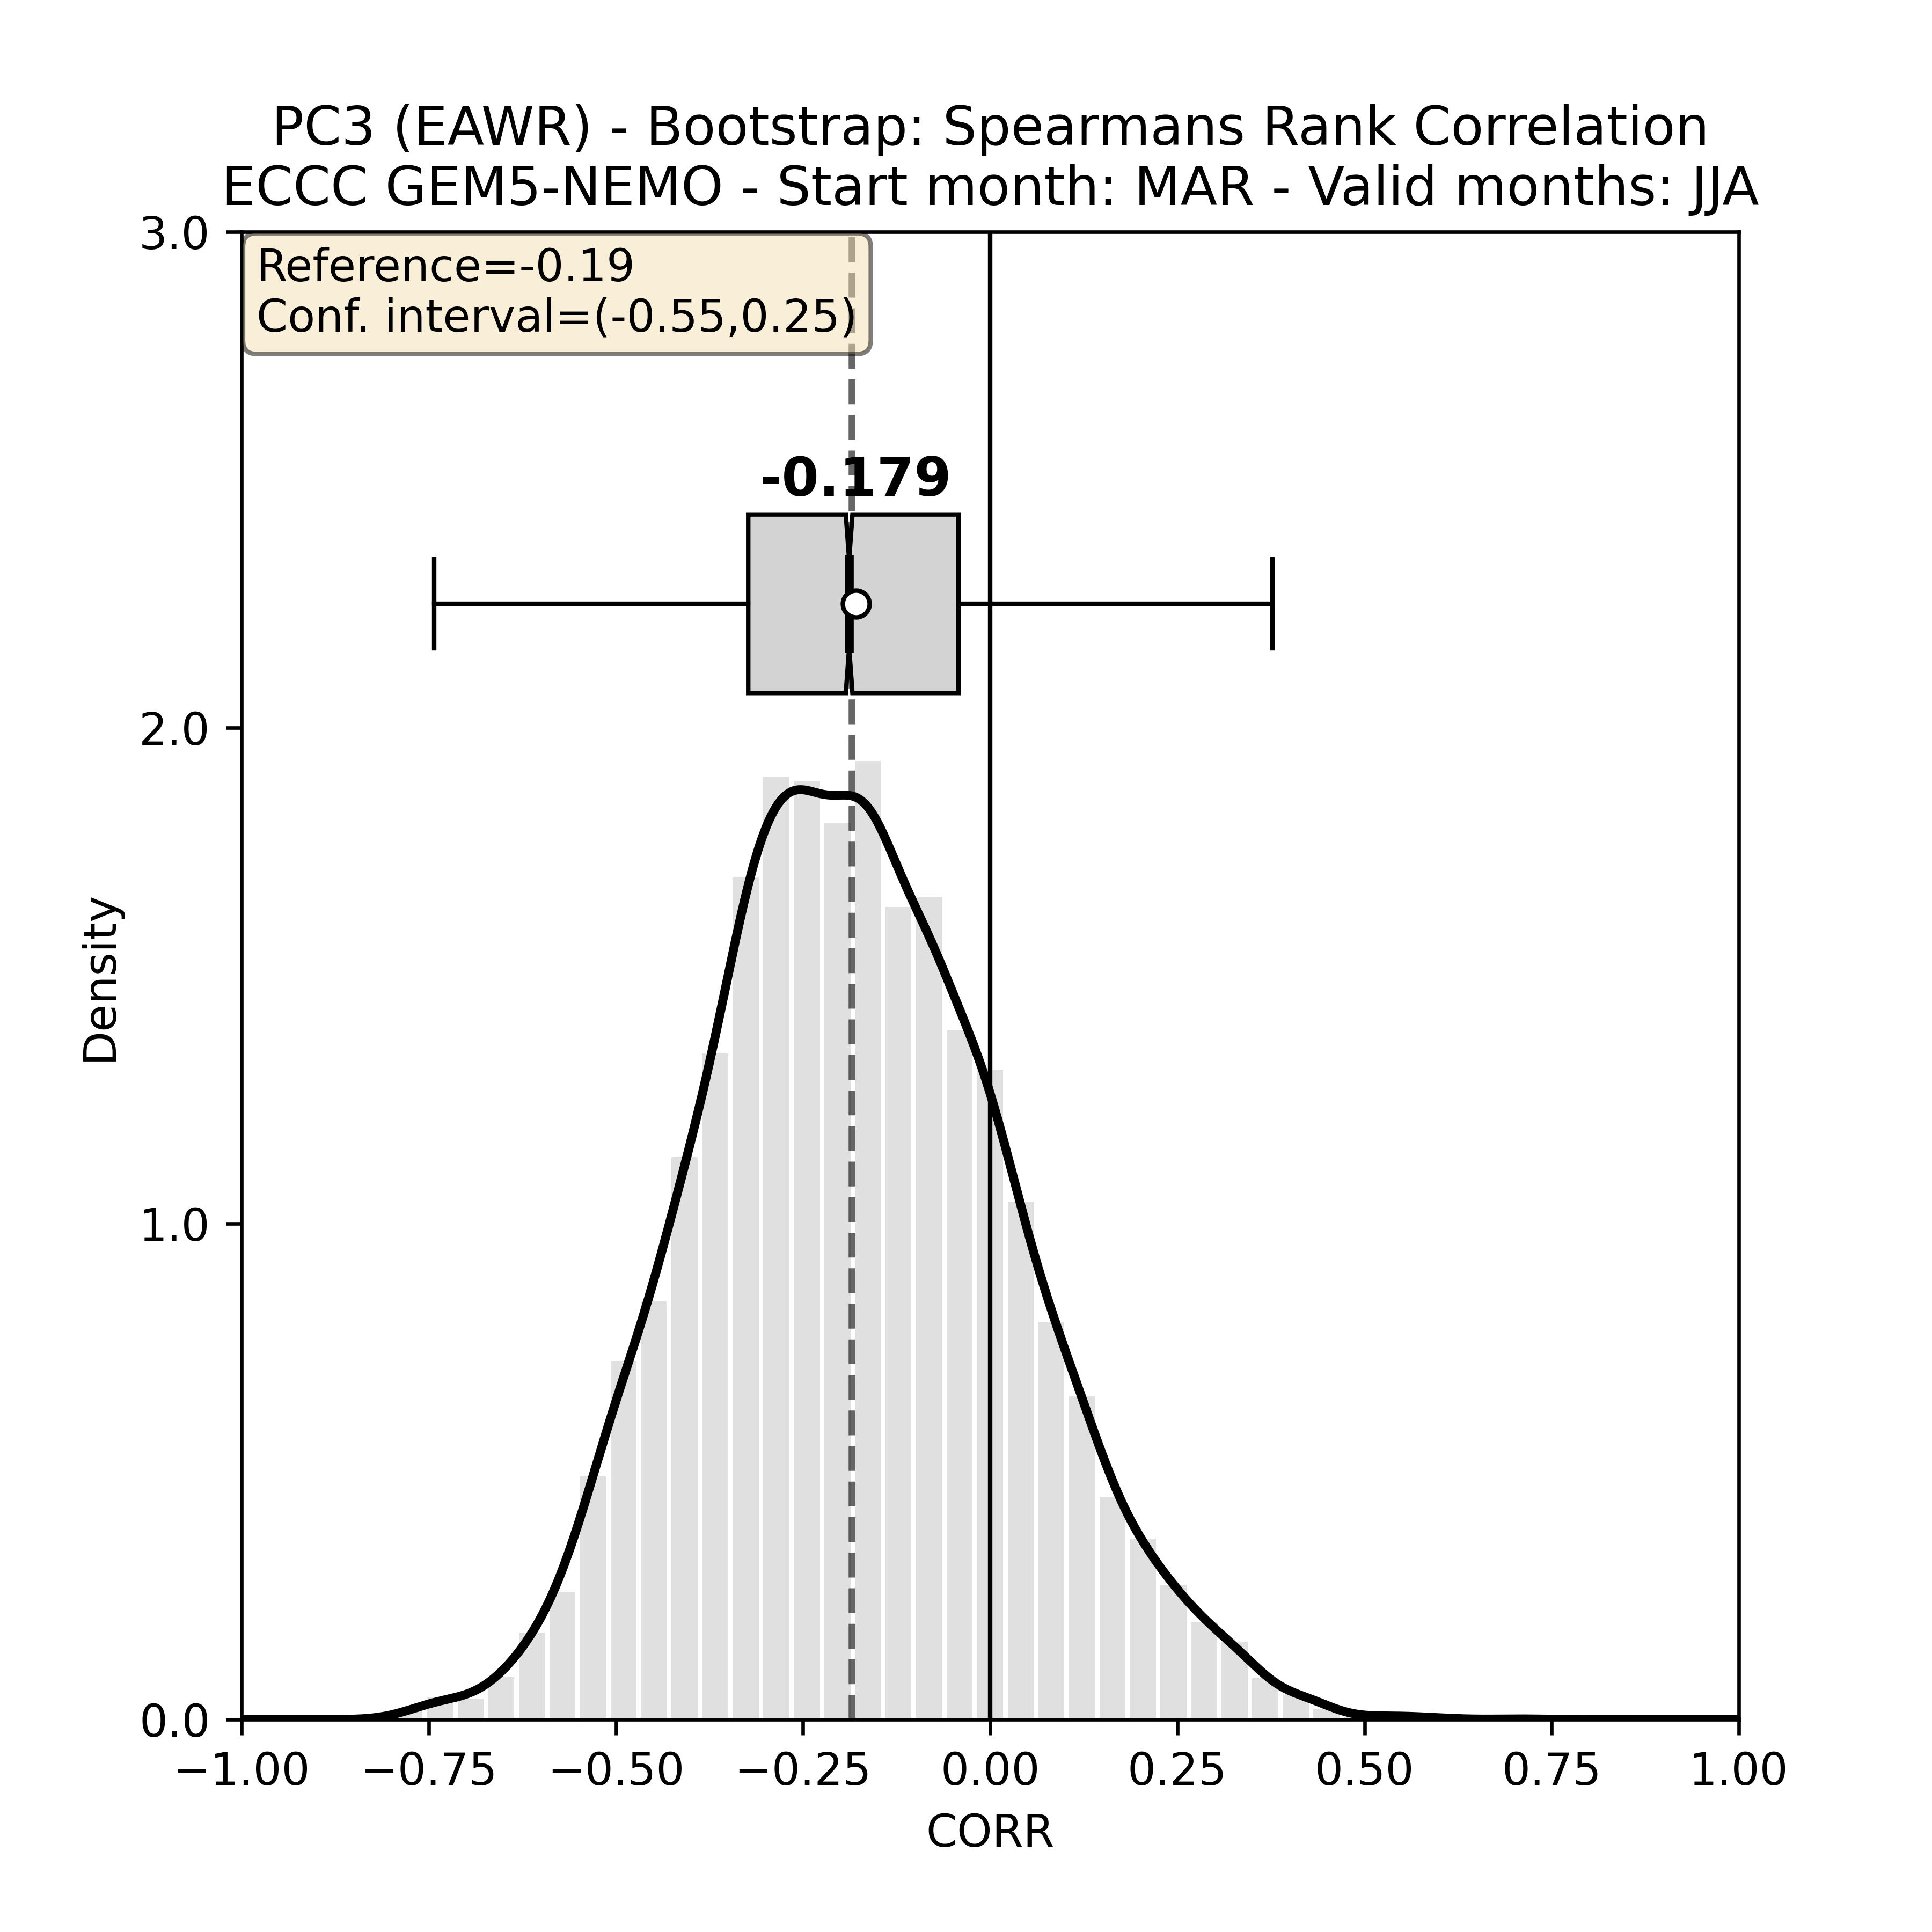 PC3 (EAWR) - Bootstrap: Spearmans Rank Correlation
ECCC GEM5-NEMO - Start month: MAR - Valid months: JJA
3.0
Reference=-0.19
Conf. interval=(-0.55,0.25)
-0.179
2.0
Density
1.0
0.0
−1.00 −0.75 −0.50 −0.25 0.00 0.25 0.50 0.75 1.00
CORR